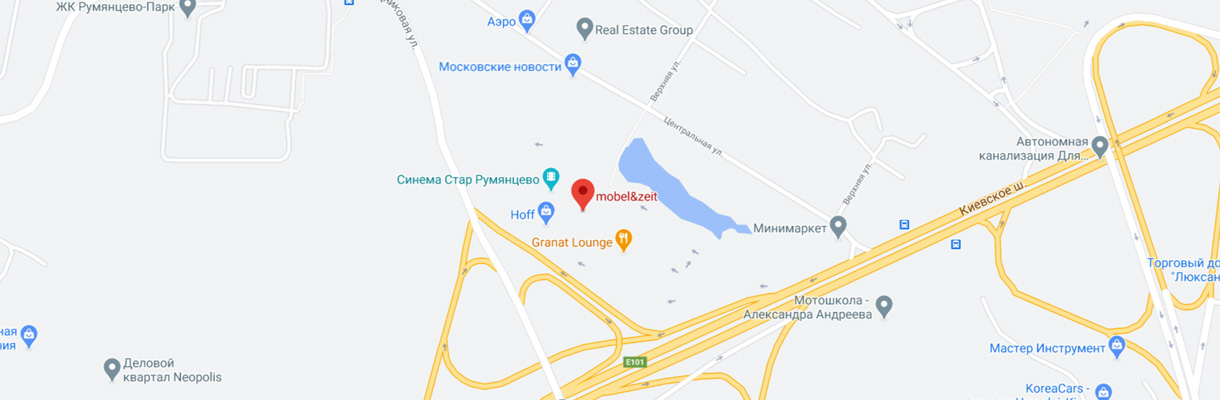 ЖК Румянцево-Парк
Аэро
Real Estate Group
Московские новости
Верхняя ул.
Центральная ул.
Автономная
канализация Для...
Синема Стар Румянцево
mobel&zeit
Верхняя ул.
Киевское ш.
Hoff
Минимаркет
Granat Lounge
Торговый до
"Люксан
Мотошкола -
Александра Андреева
ная
ия
Мастер Инструмент
E101
Деловой
квартал Neopolis
KoreaCars -